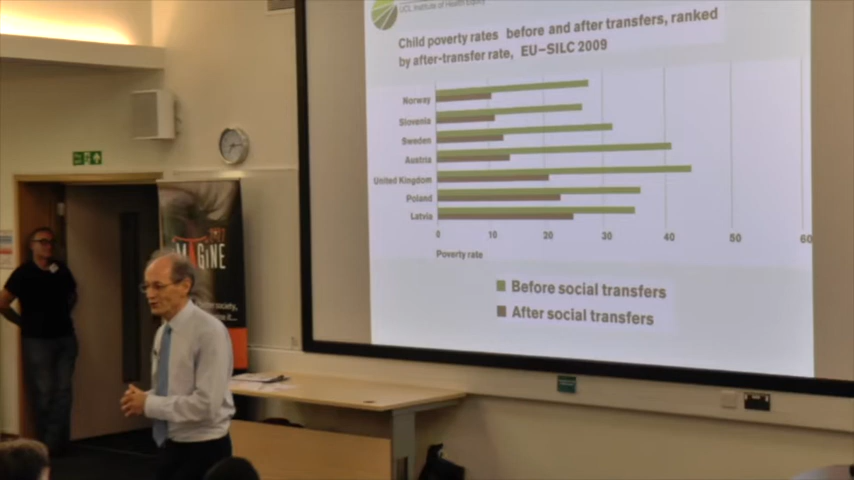 UCL Institute of Health Equity
Child poverty rates before and after transfers, ranked
by after-transfer rate, EU-SILC 2009
Norway
Slovenia
Sweden
Austria
United Kingdom
Poland
Latvia
0 10 20 30 40 50 60
Poverty rate
Before social transfers
After social transfers
IMAGINE
society,